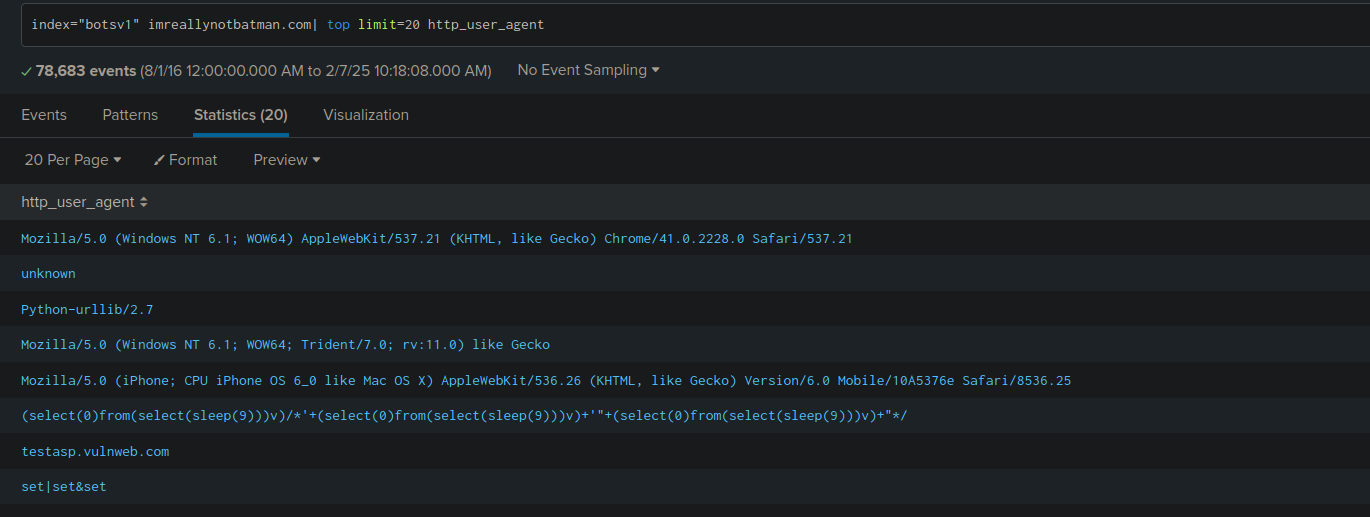 index="botsv1" imreallynotbatman.com| top limit=20 http_user_agent
78,683 events (8/1/16 12:00:00.000 AM to 2/7/25 10:18:08.000 AM) No Event Sampling
Events Patterns Statistics (20) Visualization
20 Per Page Format Preview
http_user_agent
Mozilla/5.0 (Windows NT 6.1; WOW64) AppleWebKit/537.21 (KHTML, like Gecko) Chrome/41.0.2228.0 Safari/537.21
unknown
Python-urllib/2.7
Mozilla/5.0 (Windows NT 6.1; WOW64; Trident/7.0; rv:11.0) like Gecko
Mozilla/5.0 (iPhone; CPU iPhone OS 6_0 like Mac OS X) AppleWebKit/536.26 (KHTML, like Gecko) Version/6.0 Mobile/10A5376e Safari/8536.25
(select(0)from(select(sleep(9)))v)/*'+(select(0)from(select(sleep(9)))v)+'"+(select(0)from(select(sleep(9)))v)+"*/
testasp.vulnweb.com
set|set&set